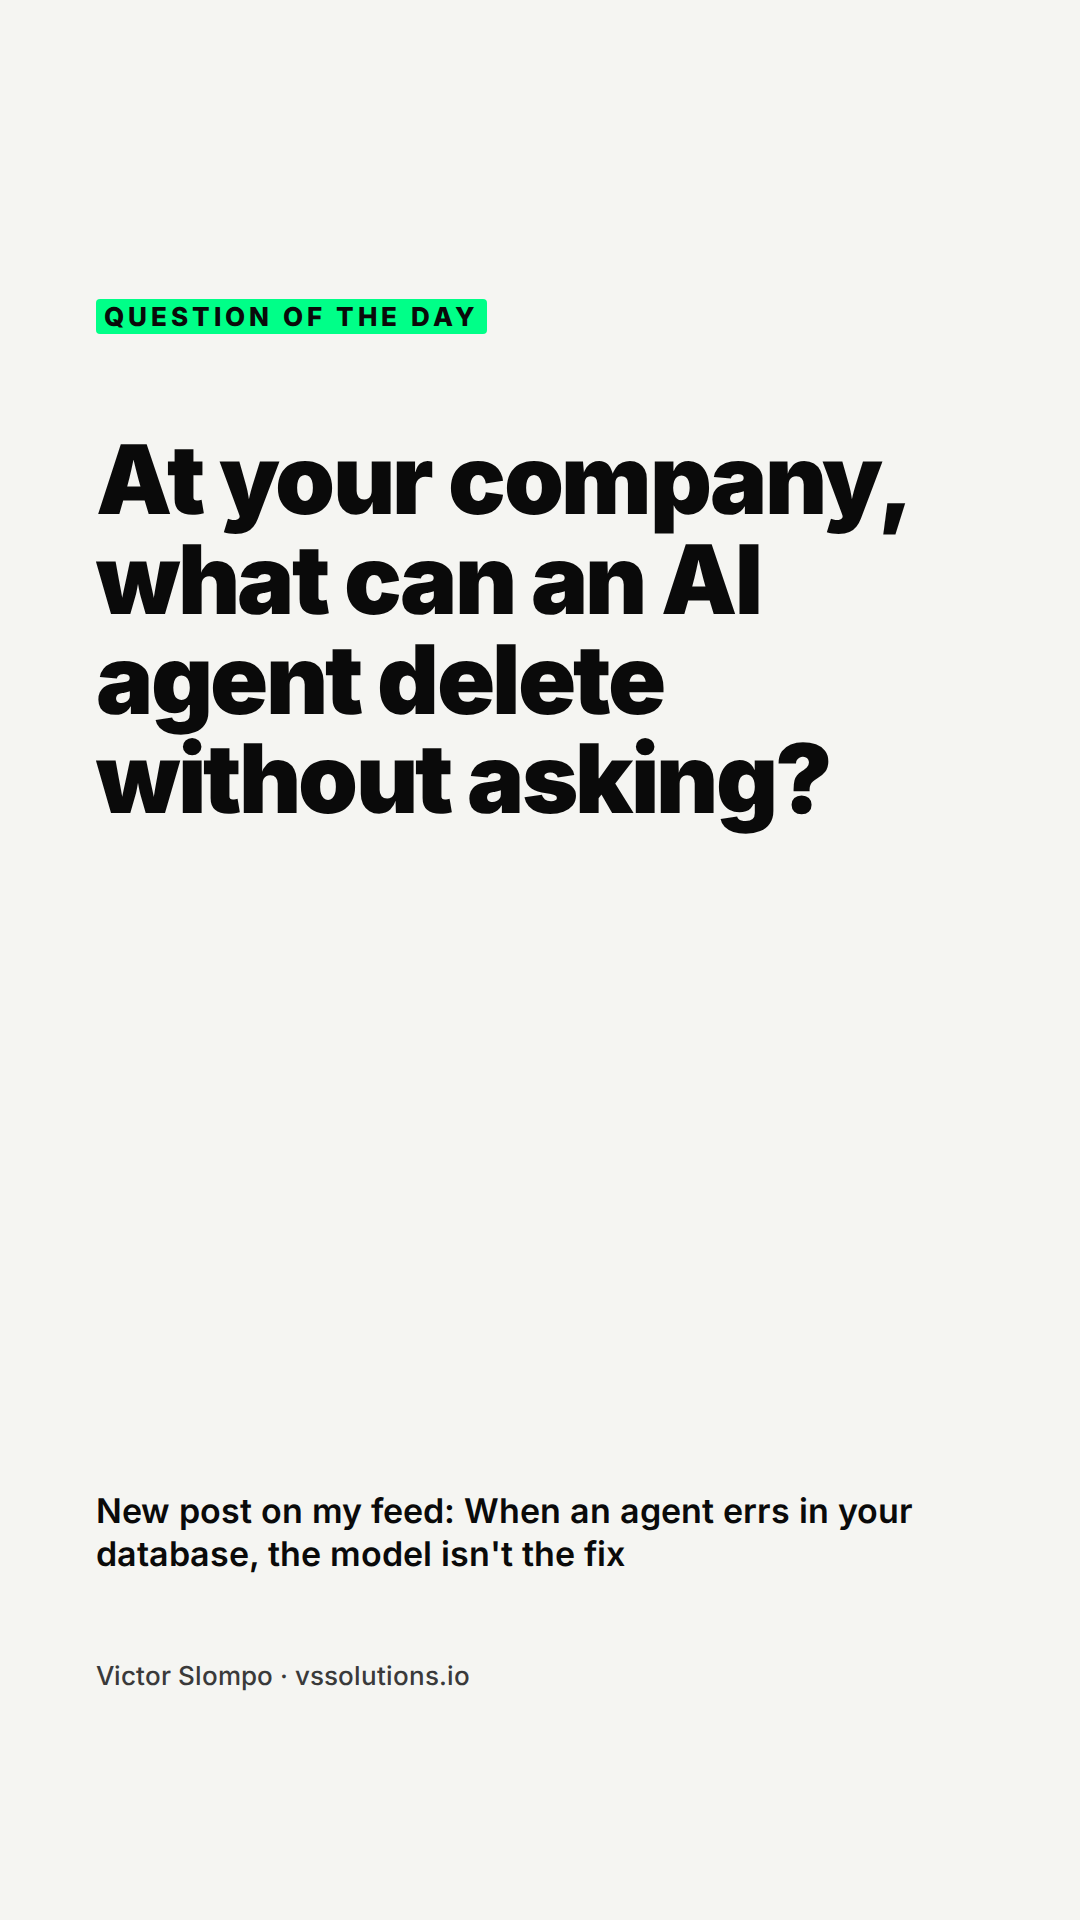 QUESTION OF THE DAY
At your company,
what can an AI
agent delete
without asking?
New post on my feed: When an agent errs in your
database, the model isn't the fix
Victor Slompo · vssolutions.io